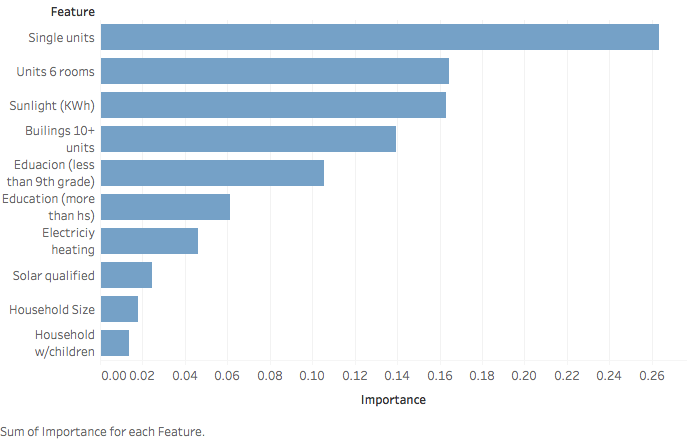 Feature
Single units
Units 6 rooms
Sunlight (KWh)
Builings 10+
units
Eduacion (less
than 9th grade)
Education (more
than hs)
Electriciy
heating
Solar qualified
Household Size
Household
w/children
0.00 0.02 0.04 0.06 0.08 0.10 0.12 0.14 0.16 0.18 0.20 0.22 0.24 0.26
Importance
Sum of Importance for each Feature.